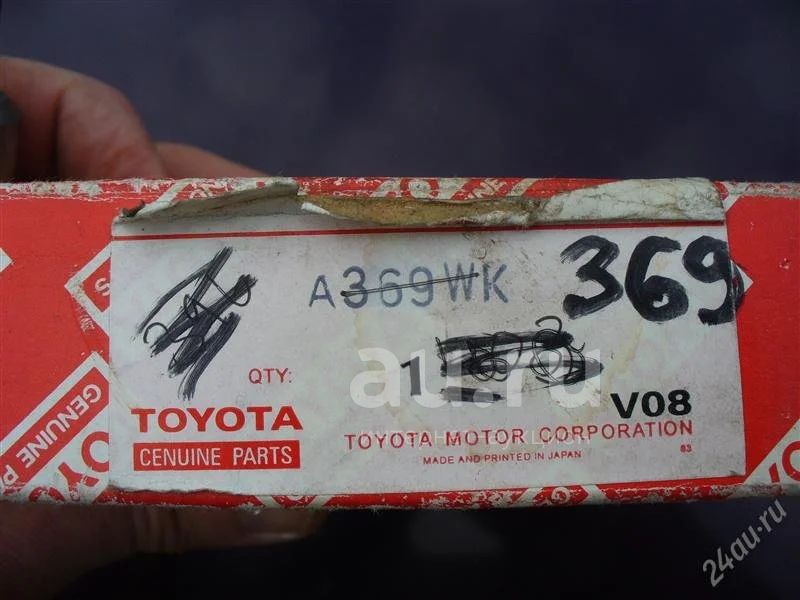 A369WK
369
QTY:
1
V08
TOYOTA
CENUINE PARTS
TOYOTA MOTOR CORPORATION
MADE AND PRINTED IN JAPAN
83
GENUINE P
au.ru
24au.ru